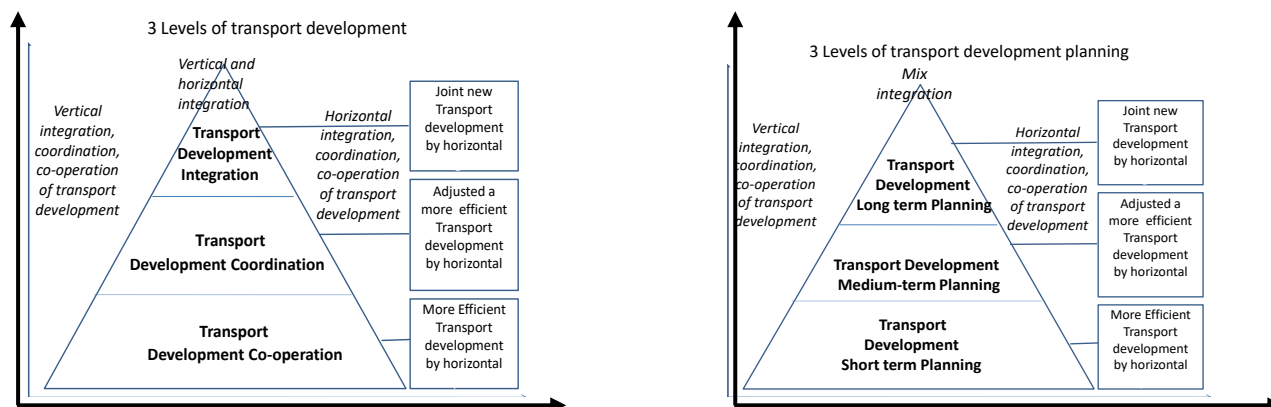 3 Levels of transport development
Vertical and
horizontal
integration
Vertical
integration,
coordination,
co-operation
of transport
development
Transport
Development
Integration
Horizontal
integration,
coordination,
co-operation
of transport
development
Joint new
Transport
development
by horizontal
Transport
Development Coordination
Adjusted a
more efficient
Transport
development
by horizontal
Transport
Development Co-operation
More Efficient
Transport
development
by horizontal
3 Levels of transport development planning
Mix
integration
Vertical
integration,
coordination,
co-operation
of transport
development
Transport
Development
Long term Planning
Horizontal
integration,
coordination,
co-operation
of transport
development
Joint new
Transport
development
by horizontal
Transport Development
Medium-term Planning
Adjusted a
more efficient
Transport
development
by horizontal
Transport
Development
Short term Planning
More Efficient
Transport
development
by horizontal